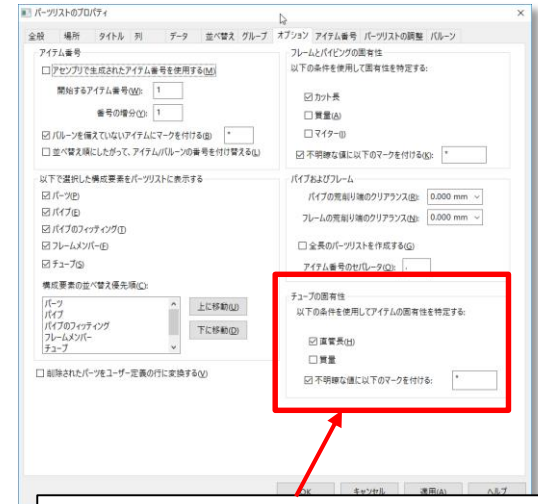 パーツリストのプロパティ
全般 場所 タイトル 列 データ 並べ替え グループ オプション アイテム番号 パーツリストの調整 バルーン
アイテム番号
アセンブリで生成されたアイテム番号を使用する(M)
開始するアイテム番号(W): 1
番号の増分(Y): 1
バルーンを備えていないアイテムにマークを付ける(B) *
並べ替え順にしたがって、アイテム/バルーンの番号を付け替える(L)
以下で選択した構成要素をパーツリストに表示する
パーツ(P)
パイプ(E)
パイプのフィッティング(T)
フレームメンバー(F)
チューブ(S)
構成要素の並べ替え優先順(C):
パーツ
パイプ
パイプのフィッティング
フレームメンバー
チューブ
上に移動(U)
下に移動(D)
削除されたパーツをユーザー定義の行に変換する(V)
フレームとパイピングの固有性
以下の条件を使用して固有性を特定する:
カット長
質量(A)
マイター(I)
不明瞭な値に以下のマークを付ける(K): *
パイプおよびフレーム
パイプの荒削り端のクリアランス(R): 0.000 mm
フレームの荒削り端のクリアランス(N): 0.000 mm
全長のパーツリストを作成する(G)
アイテム番号のセパレータ(O): .
チューブの固有性
以下の条件を使用してアイテムの固有性を特定する:
直管長(H)
質量
不明瞭な値に以下のマークを付ける: *
OK キャンセル 適用(A) ヘルプ